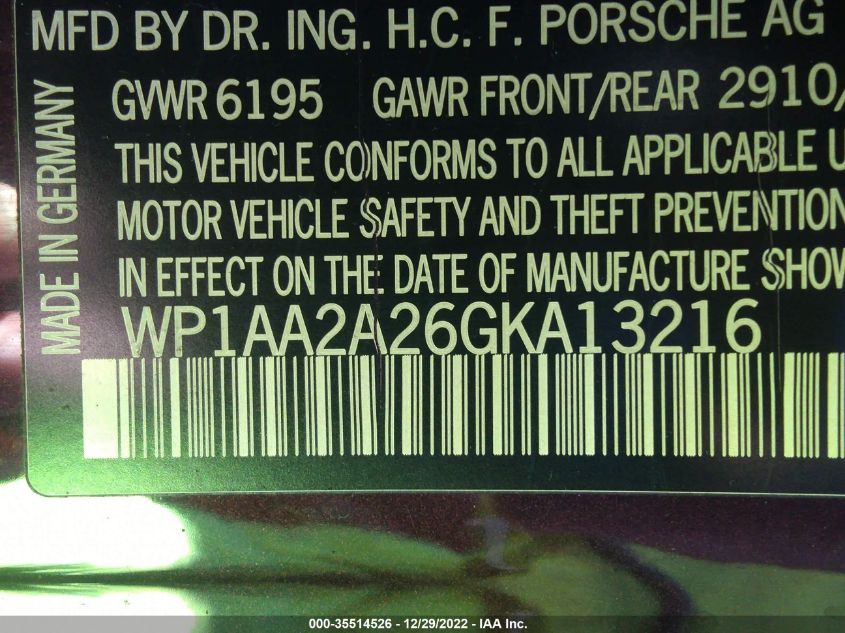 MFD BY DR. ING. H.C. F. PORSCHE AG
GVWR 6195 GAWR FRONT/REAR 2910/
THIS VEHICLE CONFORMS TO ALL APPLICABLE
MOTOR VEHICLE SAFETY AND THEFT PREVENTION
IN EFFECT ON THE DATE OF MANUFACTURE SHOW
WP1AA2A26GKA13216
MADE IN GERMANY
000-35514526 - 12/29/2022 - IAA Inc.